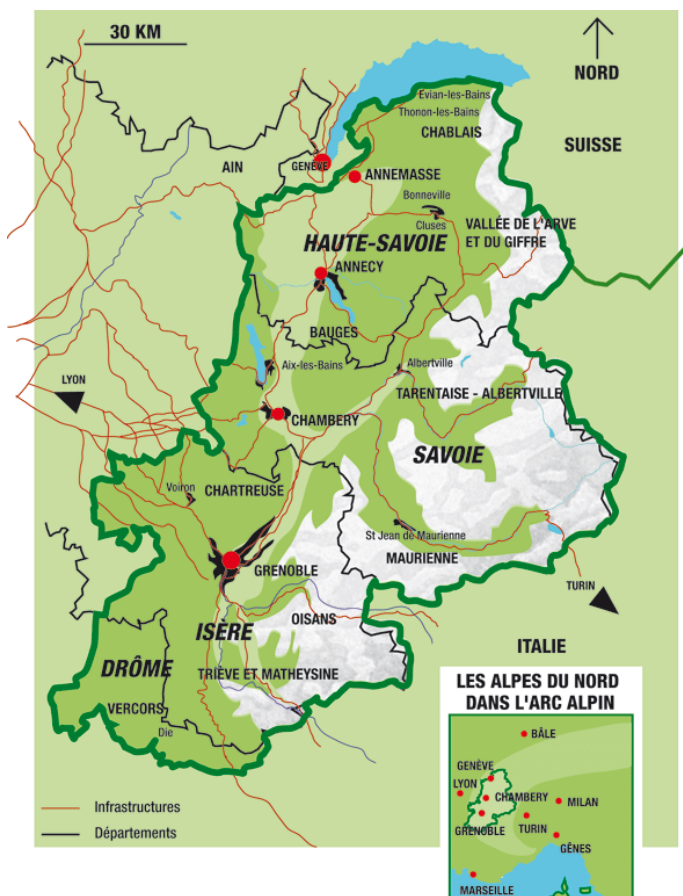 30 KM
NORD
SUISSE
Evian-les-Bains
Thonon-les-Bains
CHABLAIS
GENÈVE
AIN
ANNEMASSE
Bonneville
Cluses
VALLÉE DE L'ARVE
ET DU GIFFRE
HAUTE-SAVOIE
ANNECY
BAUGES
Aix-les-Bains
Albertville
LYON
TARENTAISE - ALBERTVILLE
CHAMBERY
SAVOIE
Voiron
CHARTREUSE
St Jean de Maurienne
MAURIENNE
GRENOBLE
TURIN
OISANS
ISÈRE
ITALIE
DRÔME
TRIÈVE ET MATHEYSINE
VERCORS
Die
LES ALPES DU NORD
DANS L'ARC ALPIN
BÂLE
GENÈVE
LYON
CHAMBERY
MILAN
GRENOBLE
TURIN
GÊNES
MARSEILLE
Infrastructures
Départements